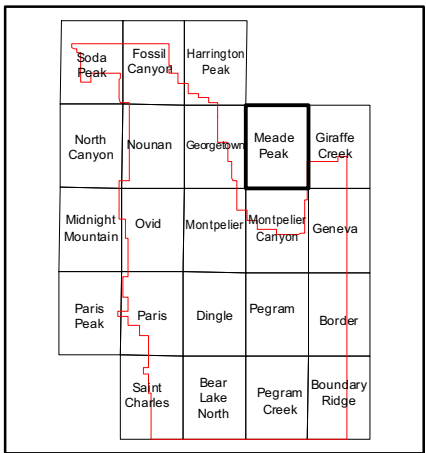 Soda
Peak
Fossil
Canyon
Harrington
Peak
North
Canyon
Nounan
Georgetown
Meade
Peak
Giraffe
Creek
Midnight
Mountain
Ovid
Montpelier
Montpelier
Canyon
Geneva
Paris
Peak
Paris
Dingle
Pegram
Border
Saint
Charles
Bear
Lake
North
Pegram
Creek
Boundary
Ridge